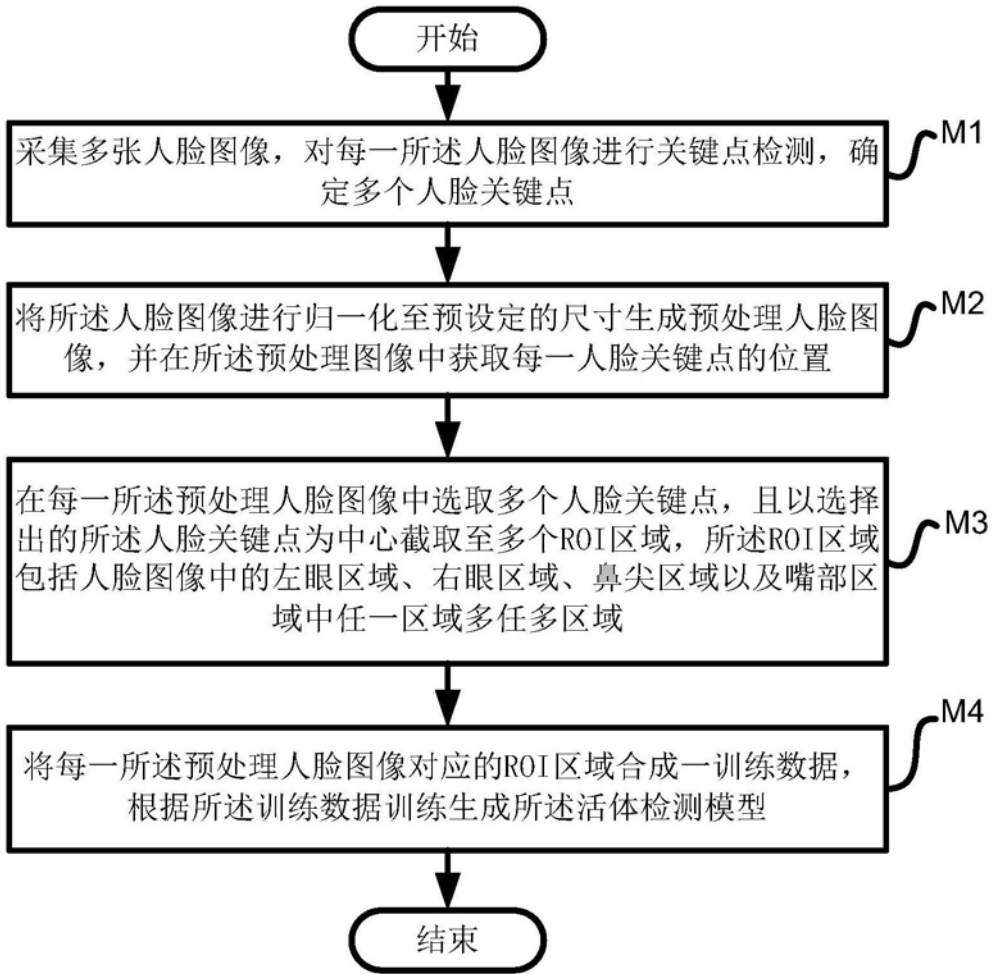 开始
采集多张人脸图像，对每一所述人脸图像进行关键点检测，确
定多个人脸关键点
M1
将所述人脸图像进行归一化至预设定的尺寸生成预处理人脸图
像，并在所述预处理图像中获取每一人脸关键点的位置
M2
在每一所述预处理人脸图像中选取多个人脸关键点，且以选择
出的所述人脸关键点为中心截取至多个ROI区域，所述ROI区域
包括人脸图像中的左眼区域、右眼区域、鼻尖区域以及嘴部区
域中任一区域多任多区域
M3
将每一所述预处理人脸图像对应的ROI区域合成一训练数据，
根据所述训练数据训练生成所述活体检测模型
M4
结束